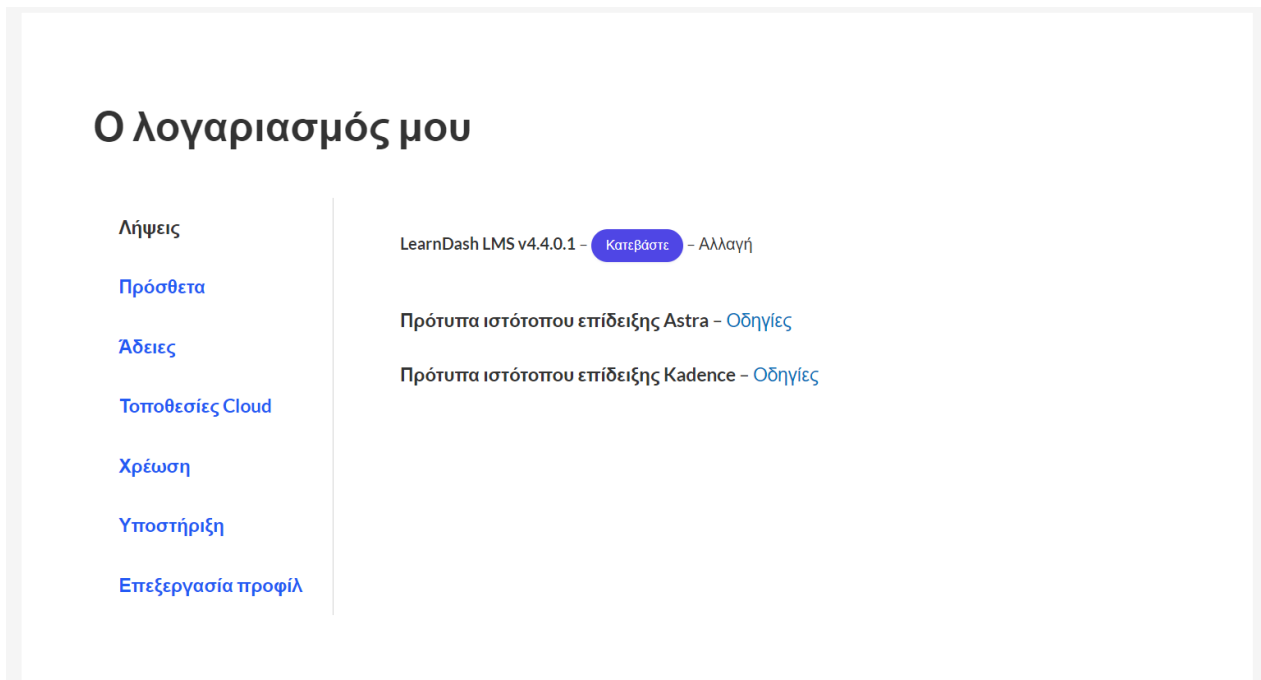 Ο λογαριασμός μου
Λήψεις
Πρόσθετα
Άδειες
Τοποθεσίες Cloud
Χρέωση
Υποστήριξη
Επεξεργασία προφίλ
LearnDash LMS v4.4.0.1 – Κατεβάστε – Αλλαγή
Πρότυπα ιστότοπου επίδειξης Astra – Οδηγίες
Πρότυπα ιστότοπου επίδειξης Kadence – Οδηγίες